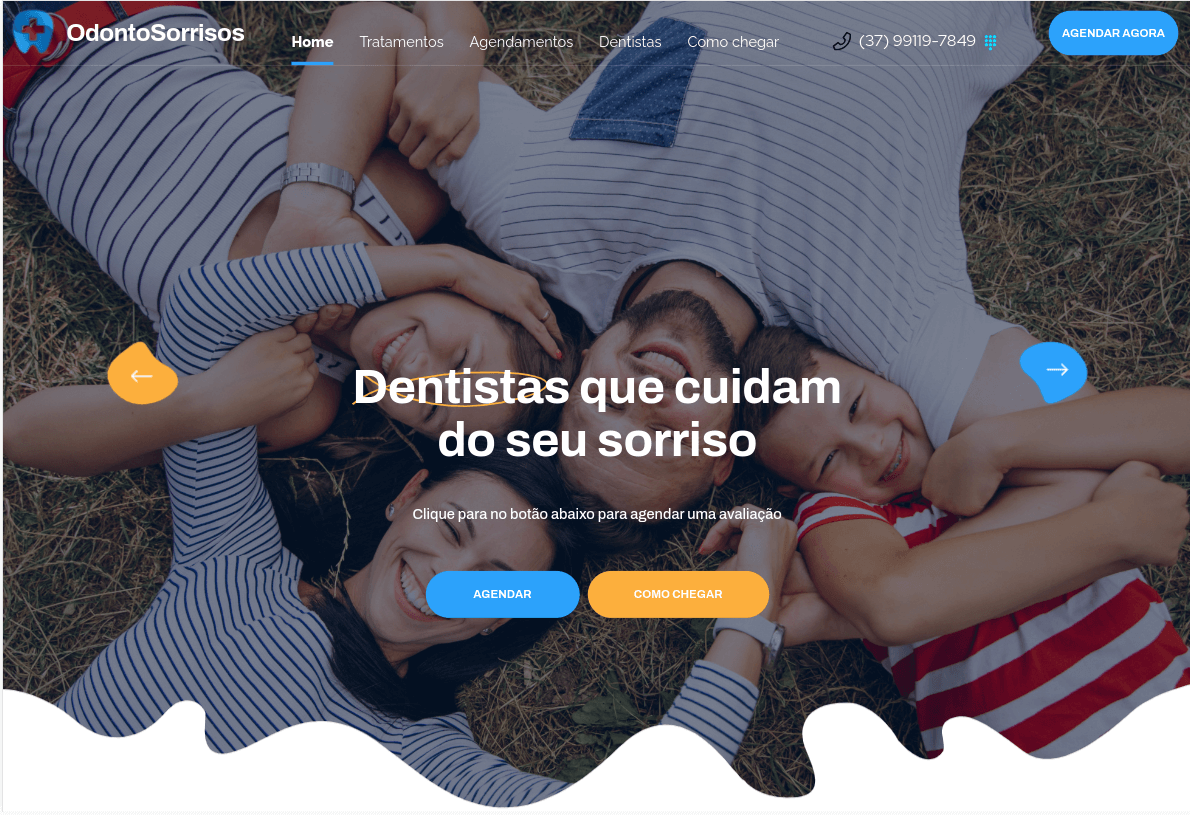 OdontoSorrisos
Home Tratamentos Agendamentos Dentistas Como chegar (37) 99119-7849 AGENDAR AGORA
Dentistas que cuidam
do seu sorriso
Clique para no botão abaixo para agendar uma avaliação
AGENDAR COMO CHEGAR